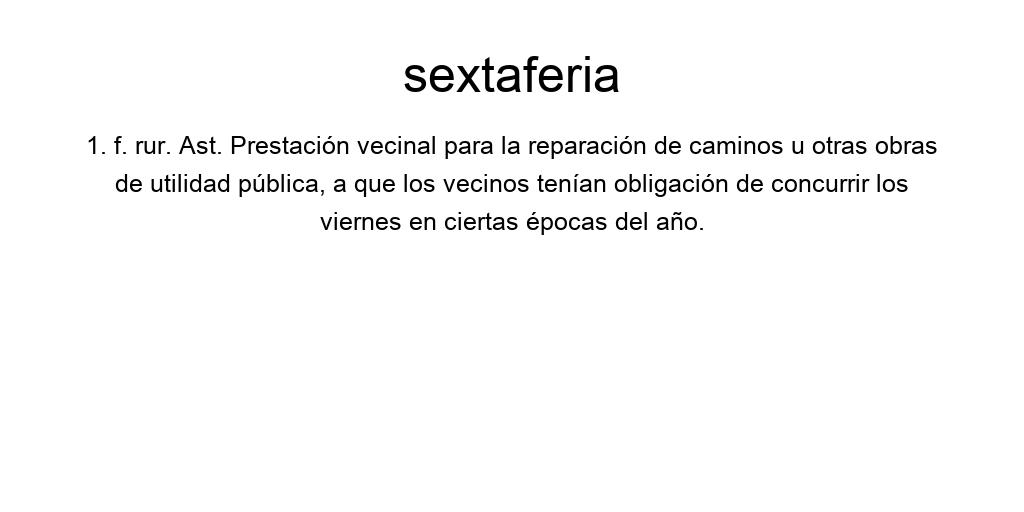 sextaferia
1. f. rur. Ast. Prestación vecinal para la reparación de caminos u otras obras
de utilidad pública, a que los vecinos tenían obligación de concurrir los
viernes en ciertas épocas del año.